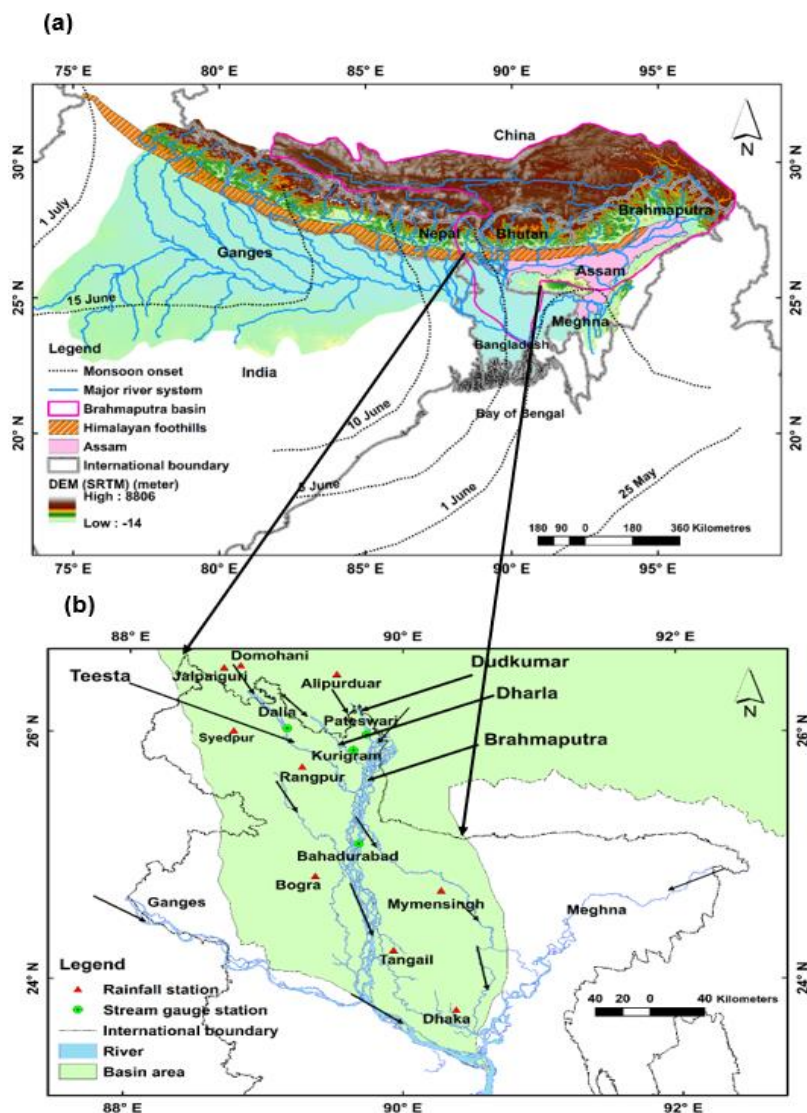 (a)
75° E
80° E
85° E
90° E
95° E
30° N
25° N
20° N
30° N
25° N
20° N
China
N
1 July
Nepal
Bhutan
Brahmaputra
Ganges
Assam
15 June
Meghna
Bangladesh
India
Bay of Bengal
10 June
5 June
1 June
25 May
Legend
Monsoon onset
Major river system
Brahmaputra basin
Himalayan foothills
Assam
International boundary
DEM (SRTM) (meter)
High : 8806
Low : -14
180 90 0 180 360 Kilometres
75° E
80° E
85° E
90° E
95° E
(b)
88° E
90° E
92° E
Domohani
Teesta
Jalpaiguri
Alipurduar
Dudkumar
Dharla
N
Dalia
Pateswari
26° N
Syedpur
Kurigram
Brahmaputra
26° N
Rangpur
Bahadurabad
Bogra
Ganges
Mymensingh
Meghna
Tangail
24° N
24° N
Dhaka
Legend
Rainfall station
Stream gauge station
International boundary
River
Basin area
40 20 0 40 Kilometers
88° E
90° E
92° E